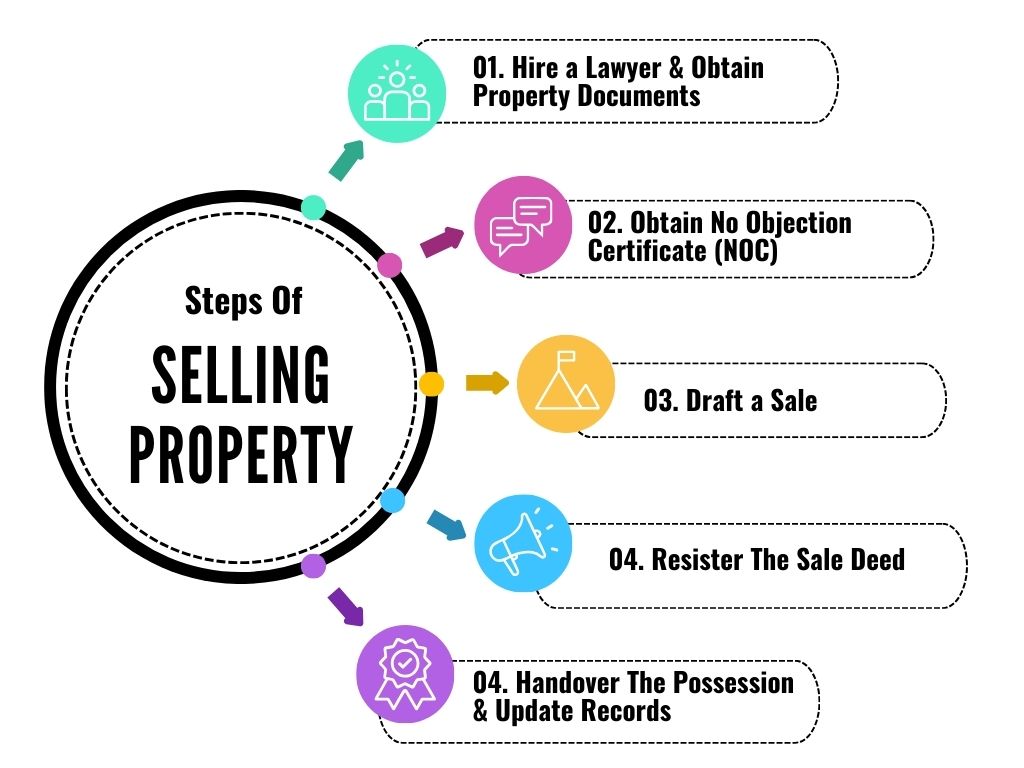 Steps Of
SELLING
PROPERTY
01. Hire a Lawyer & Obtain
Property Documents
02. Obtain No Objection
Certificate (NOC)
03. Draft a Sale
04. Resister The Sale Deed
04. Handover The Possession
& Update Records